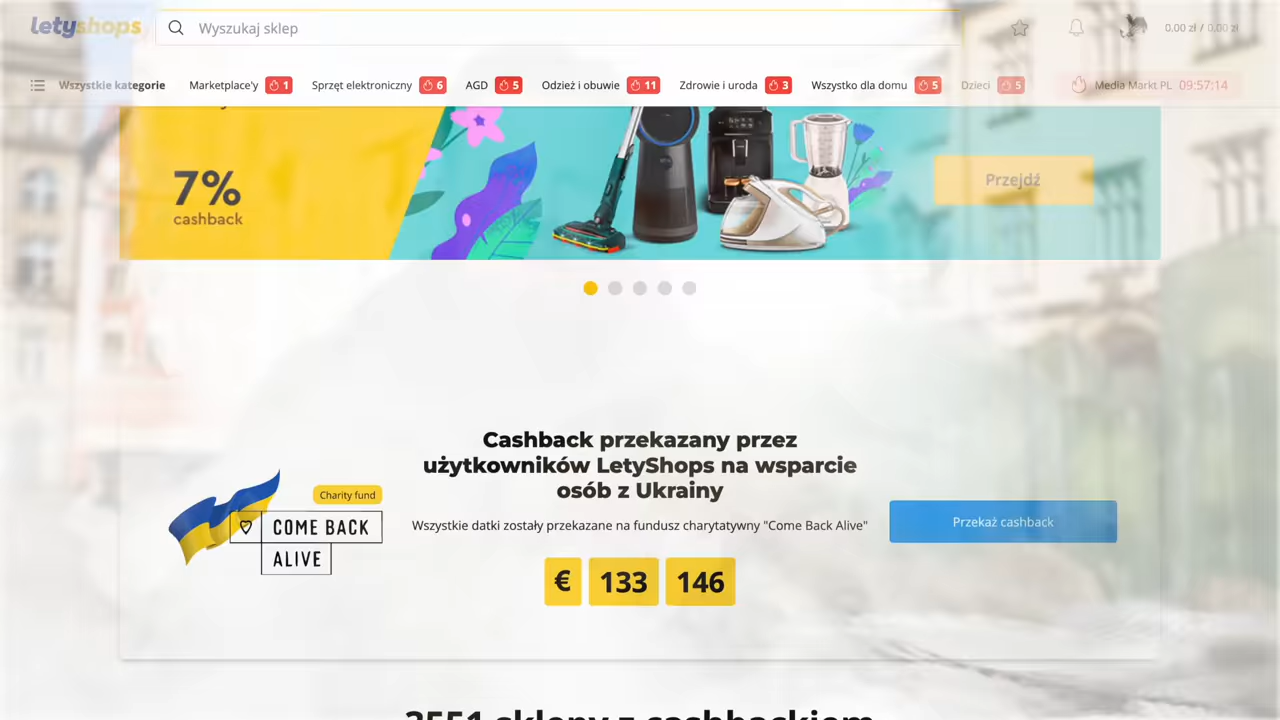 letyshops
Wyszukaj sklep
0.00 zł / 0.00 zł
Wszystkie kategorie
Marketplace'y 1
Sprzęt elektroniczny 6
AGD 5
Odzież i obuwie 11
Zdrowie i uroda 3
Wszystko dla domu 5
Dzieci 5
Media Markt PL 09:57:14
7%
cashback
Przejdź
Cashback przekazany przez
użytkowników LetyShops na wsparcie
osób z Ukrainy
Charity fund
COME BACK
ALIVE
Wszystkie datki zostały przekazane na fundusz charytatywny "Come Back Alive"
€ 133 146
Przekaż cashback
3551 sklepy z cashbackiem